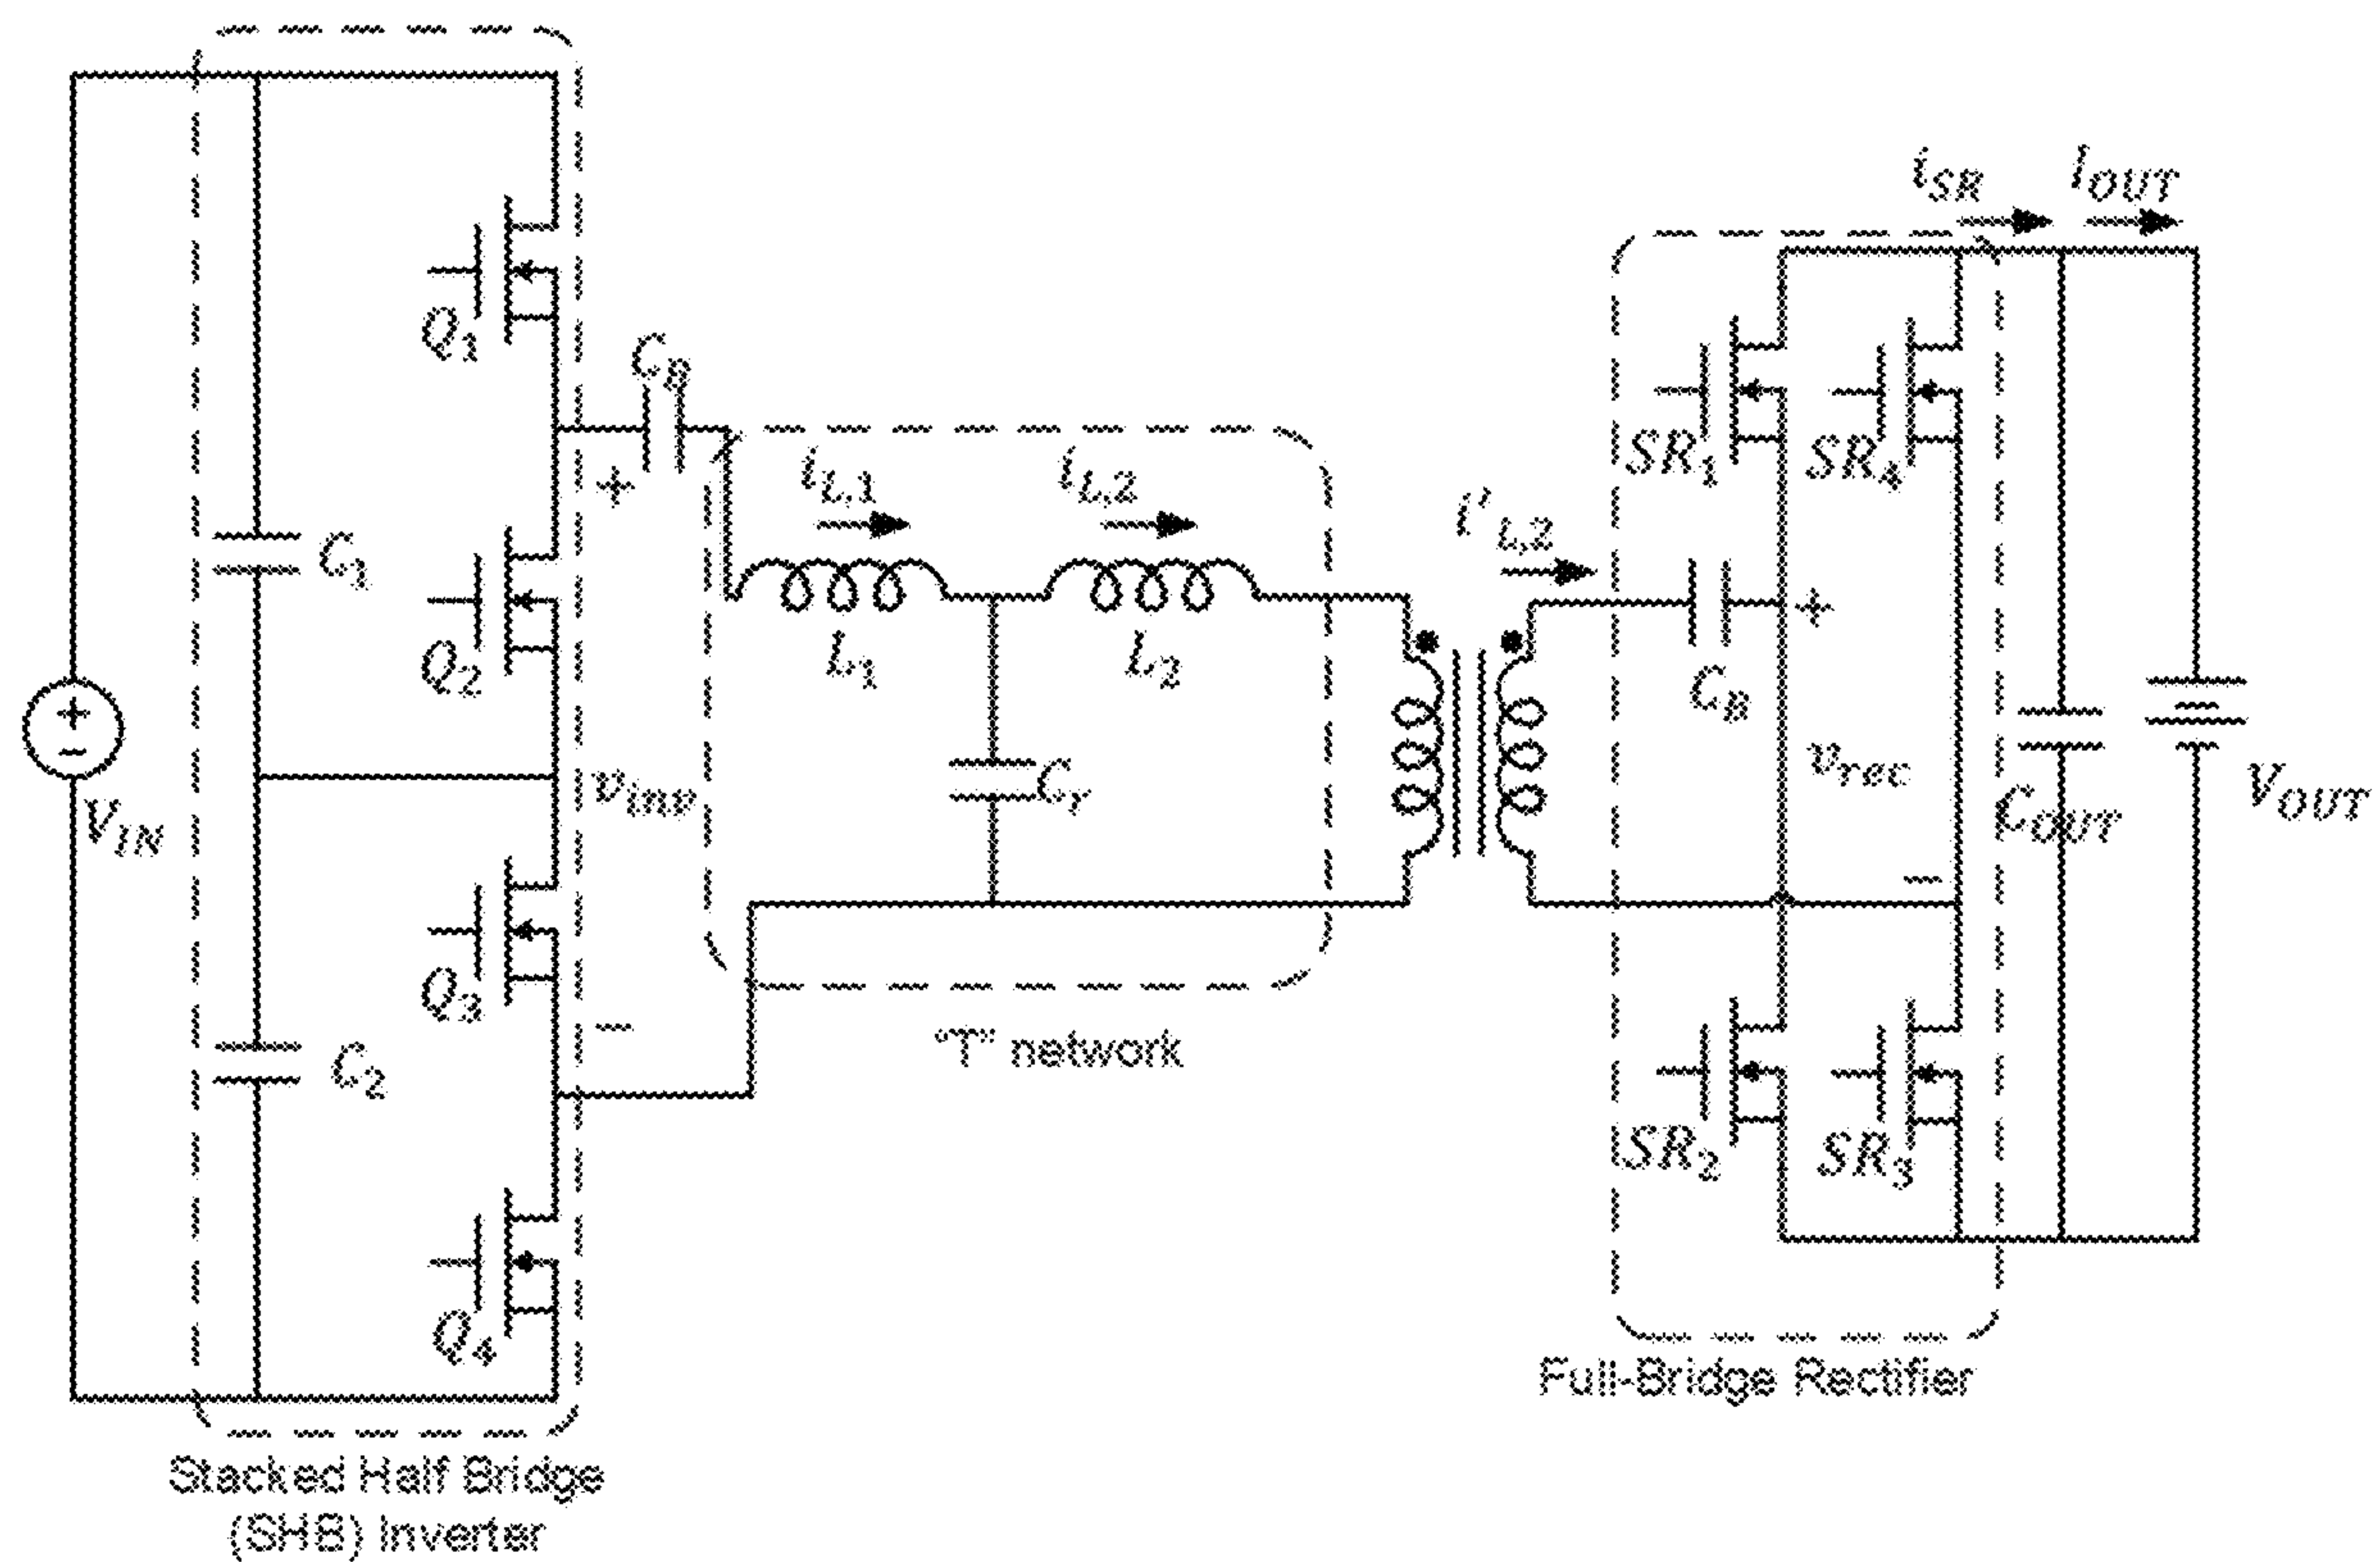 i_SR
I_OUT
Q_1
C_B
SR_1
SR_4
i_L,1
i_L,2
+
i'_L,2
C_1
Q_2
L_1
L_2
+
C_B
+
-
V_IN
v_inv
C_r
v_rec
C_OUT
V_OUT
-
Q_3
-
"T" network
C_2
SR_2
SR_3
Q_4
Full-Bridge Rectifier
Stacked Half Bridge
(SHB) Inverter